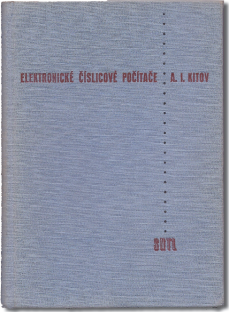 ELEKTRONICKÉ ČÍSLICOVÉ POČÍTAČE A. I. KITOV
SNTL